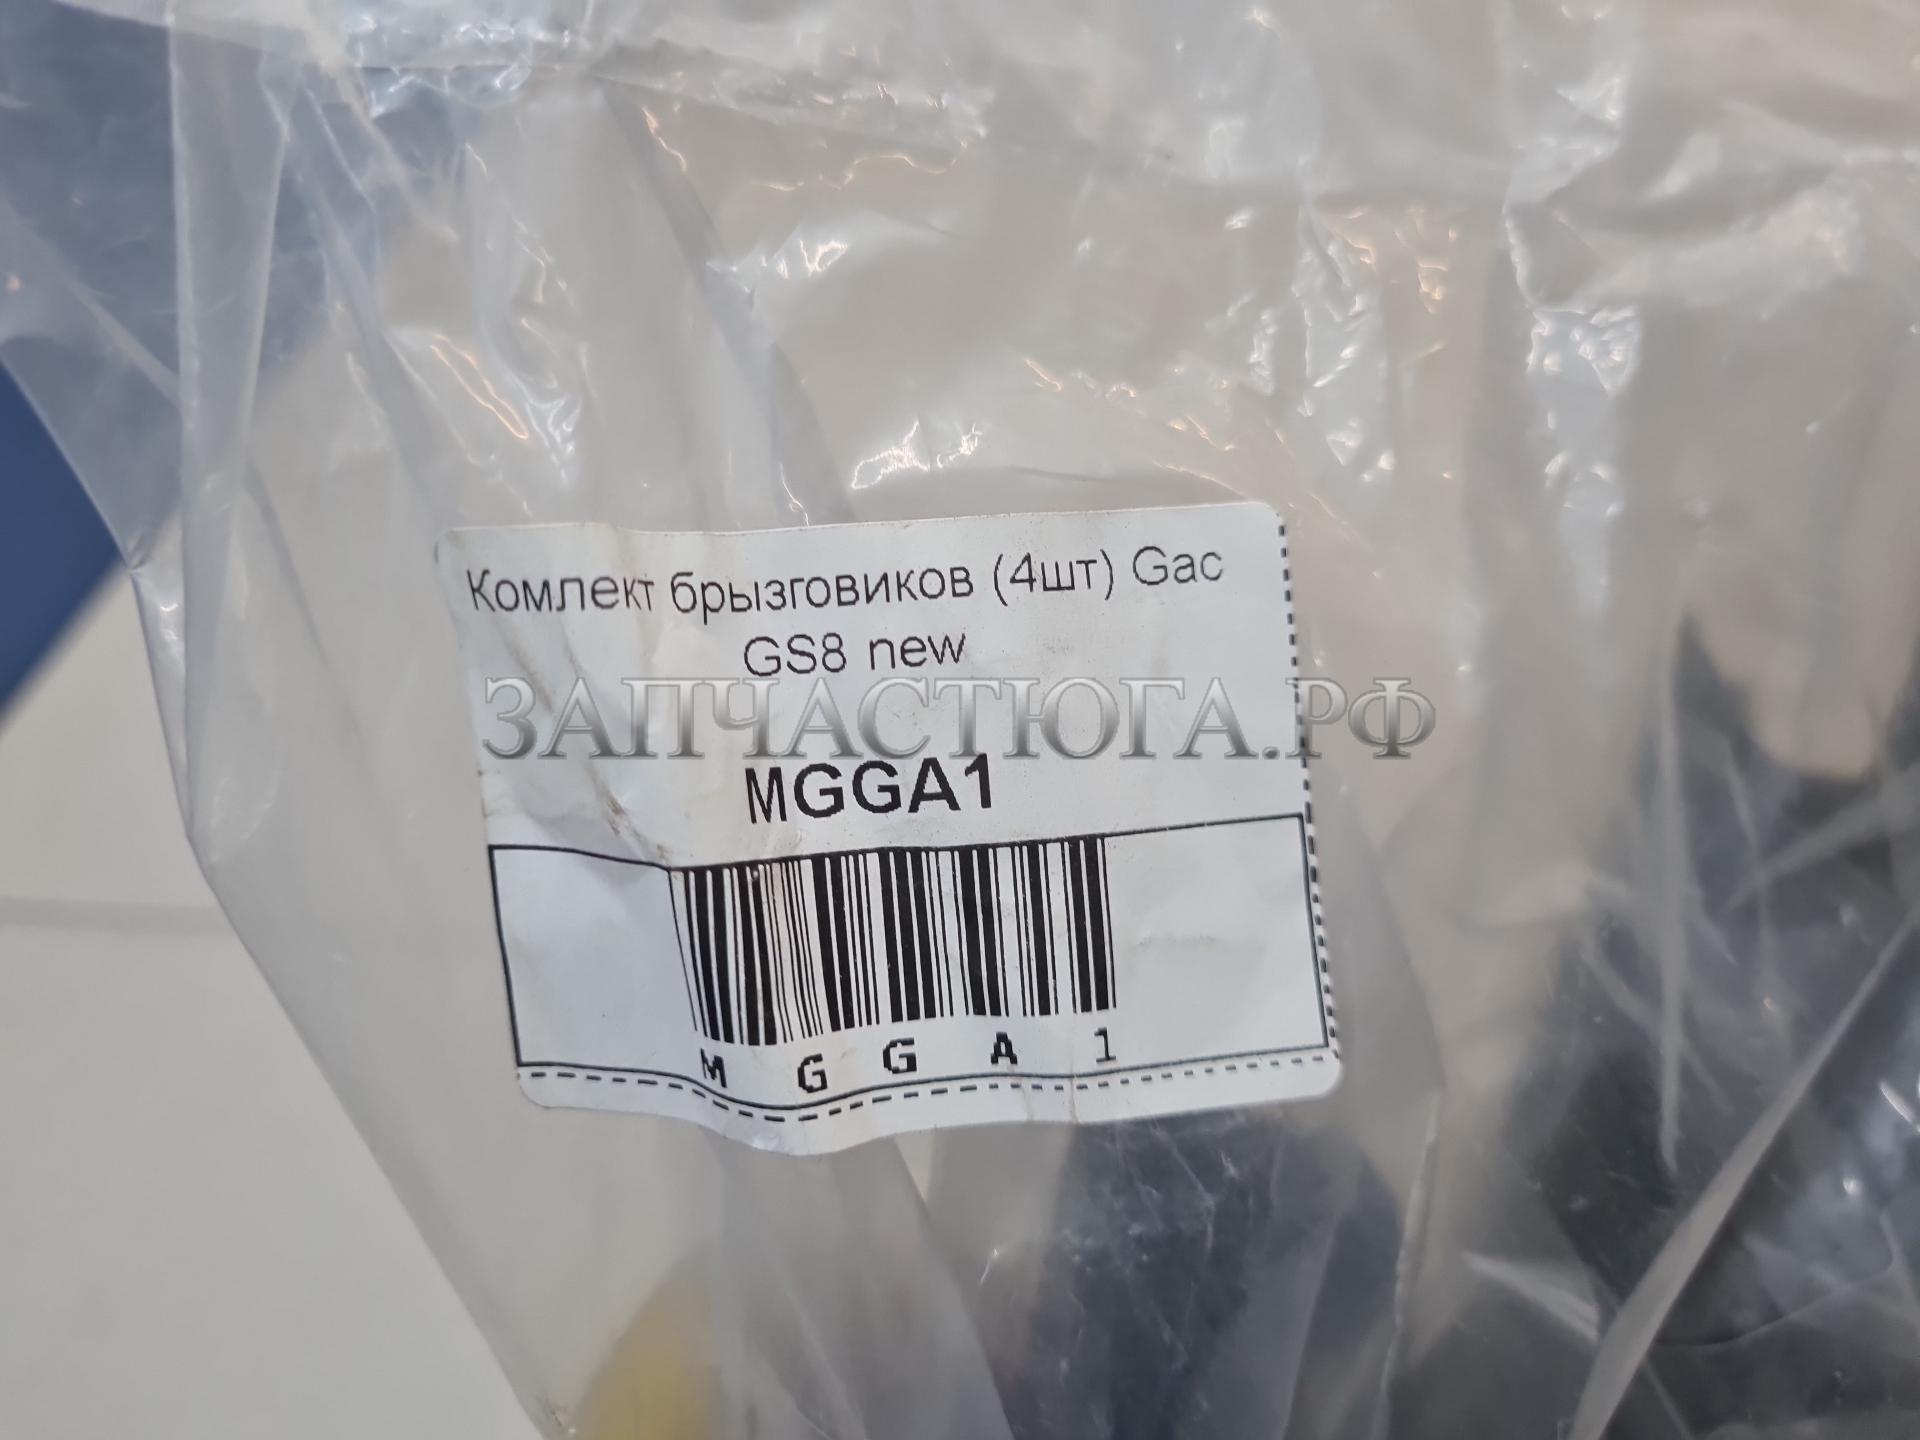 Комлект брызговиков (4шт) Gac
GS8 new
ЗАПЧАСТЮГА.РФ
MGGA1
M G G A 1